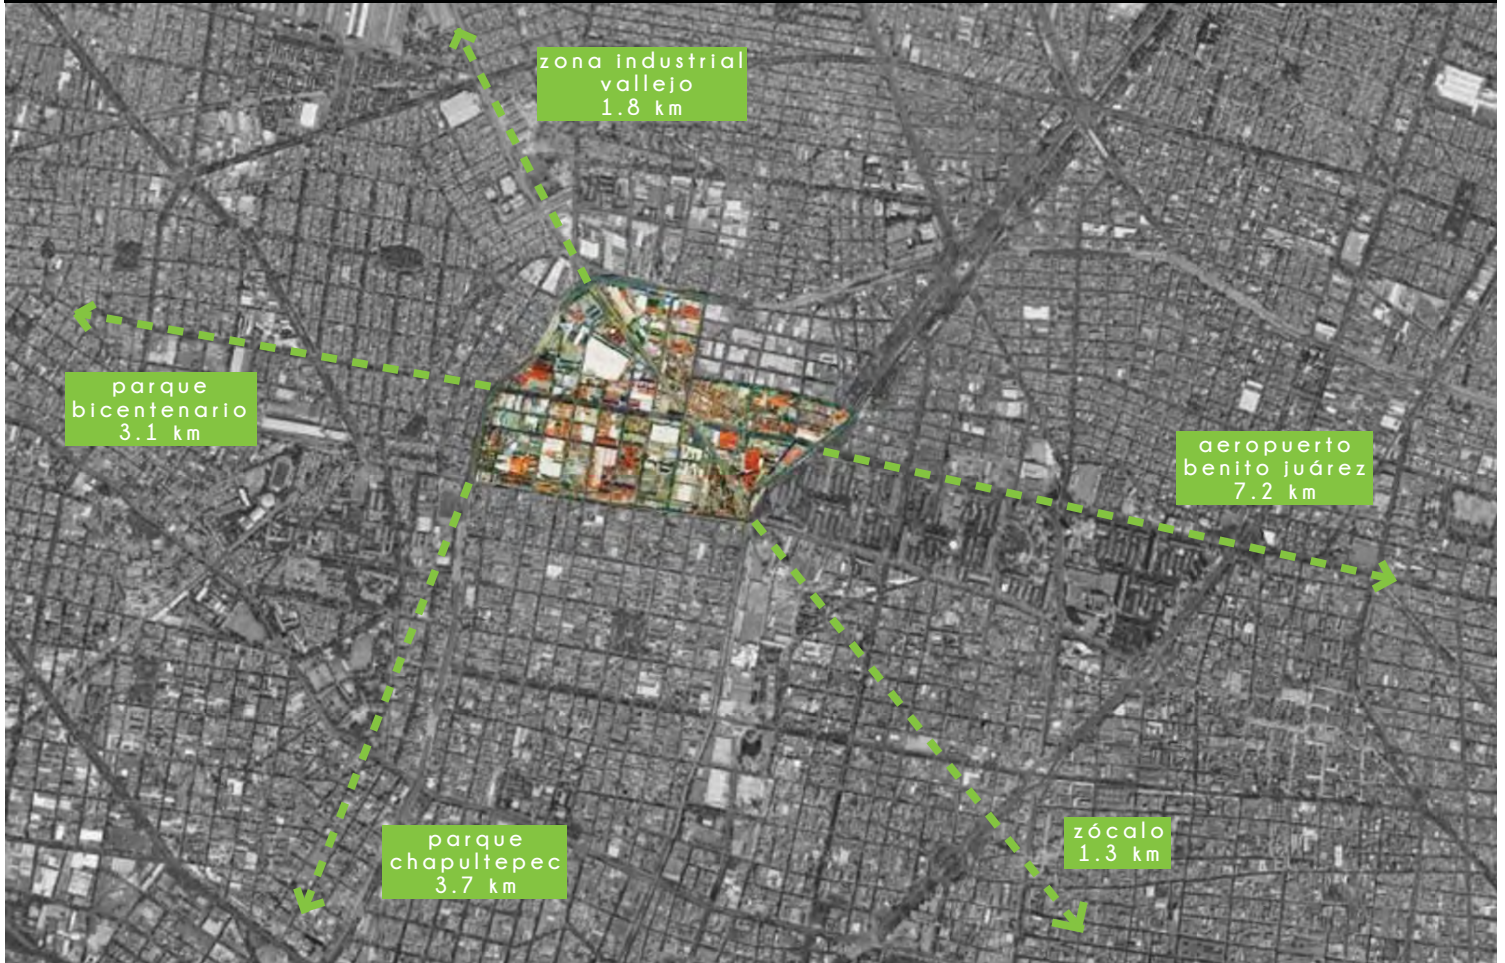 zona industrial
vallejo
1.8 km
parque
bicentenario
3.1 km
aeropuerto
benito juárez
7.2 km
parque
chapultepec
3.7 km
zócalo
1.3 km